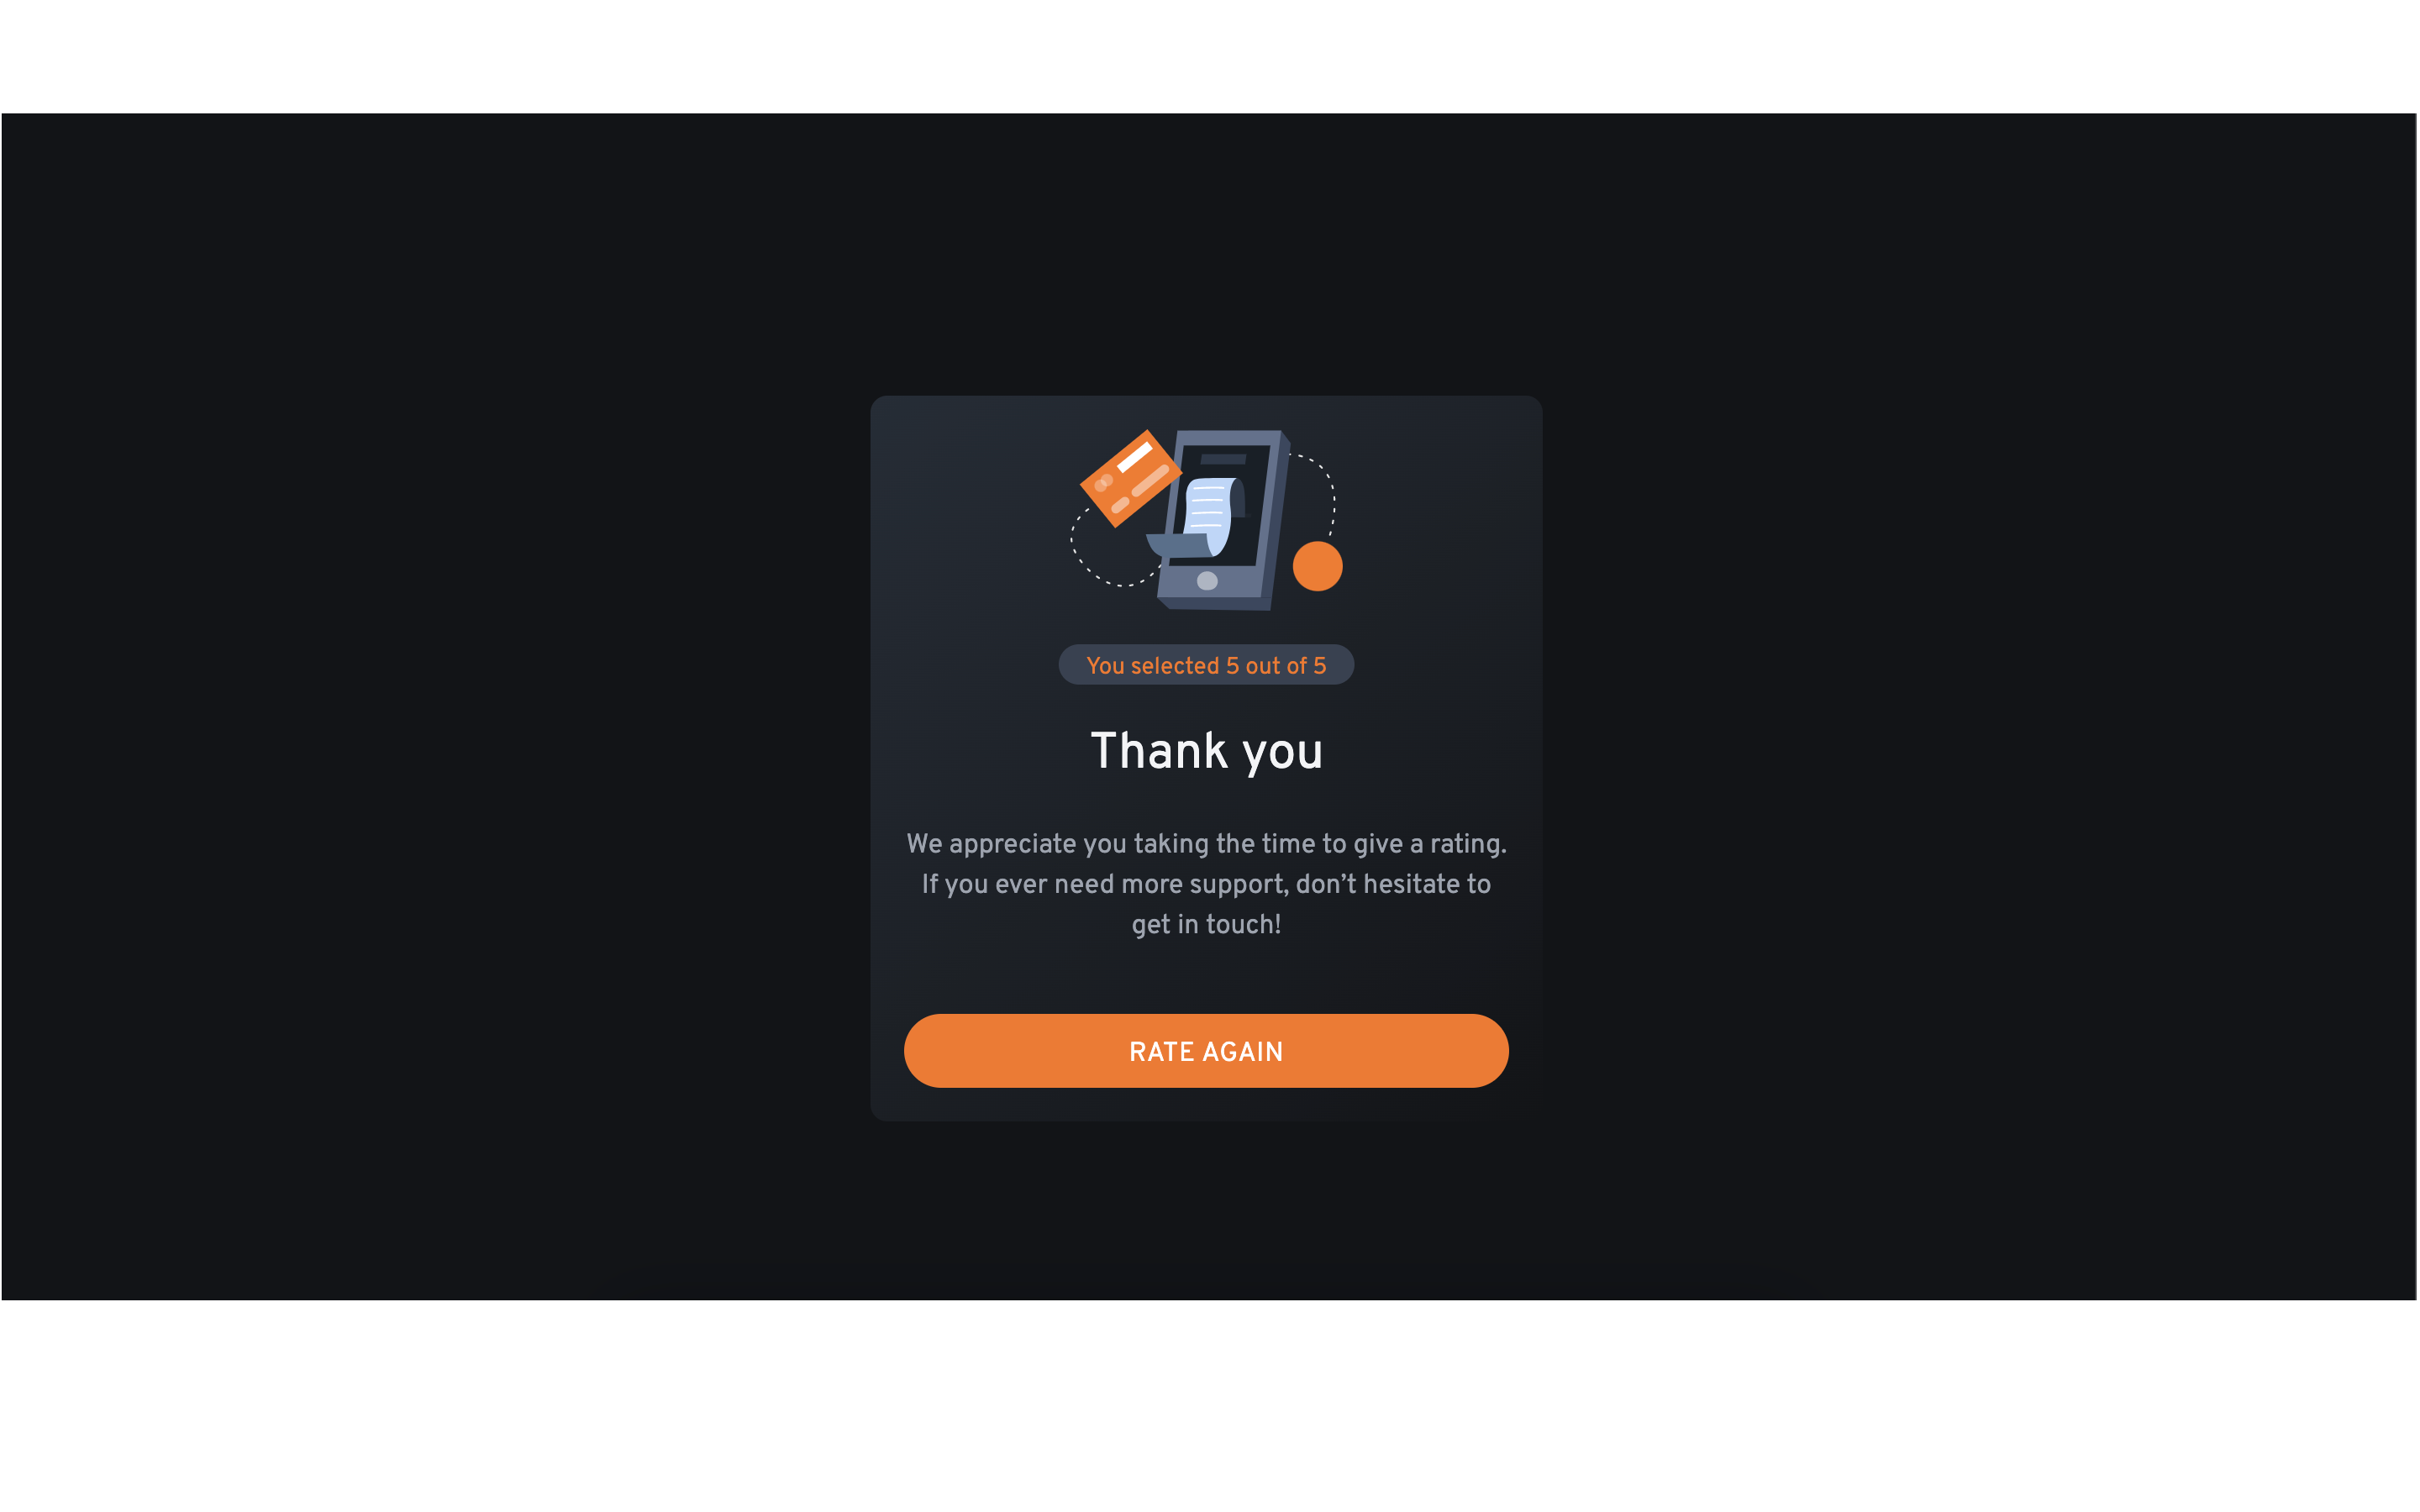 You selected 5 out of 5
Thank you
We appreciate you taking the time to give a rating.
If you ever need more support, don’t hesitate to
get in touch!
RATE AGAIN